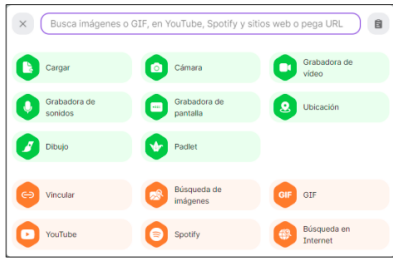 Busca imágenes o GIF, en YouTube, Spotify y sitios web o pega URL
Cargar
Cámara
Grabadora de
vídeo
Grabadora de
sonidos
Grabadora de
pantalla
Ubicación
Dibujo
Padlet
Vincular
Búsqueda de
imágenes
GIF
GIF
YouTube
Spotify
Búsqueda en
Internet